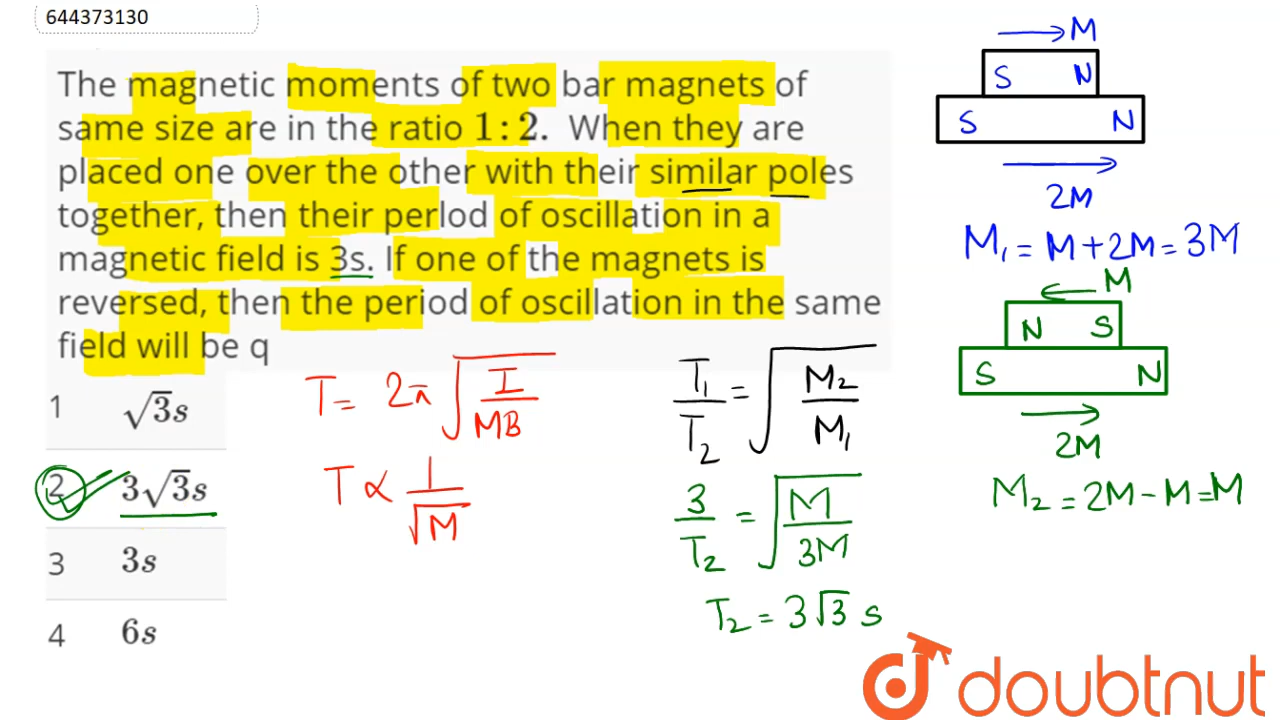 644373130
The magnetic moments of two bar magnets of
same size are in the ratio 1 : 2. When they are
placed one over the other with their similar poles
together, then their perlod of oscillation in a
magnetic field is 3s. If one of the magnets is
reversed, then the period of oscillation in the same
field will be q
1 √3s
2 3√3s
3 3s
4 6s
T = 2π √(I/MB)
T ∝ 1/√M
T₁/T₂ = √(M₂/M₁)
3/T₂ = √(M/3M)
T₂ = 3√3 s
M
S N
S N
2M
M₁ = M + 2M = 3M
M
N S
S N
2M
M₂ = 2M - M = M
doubtnut